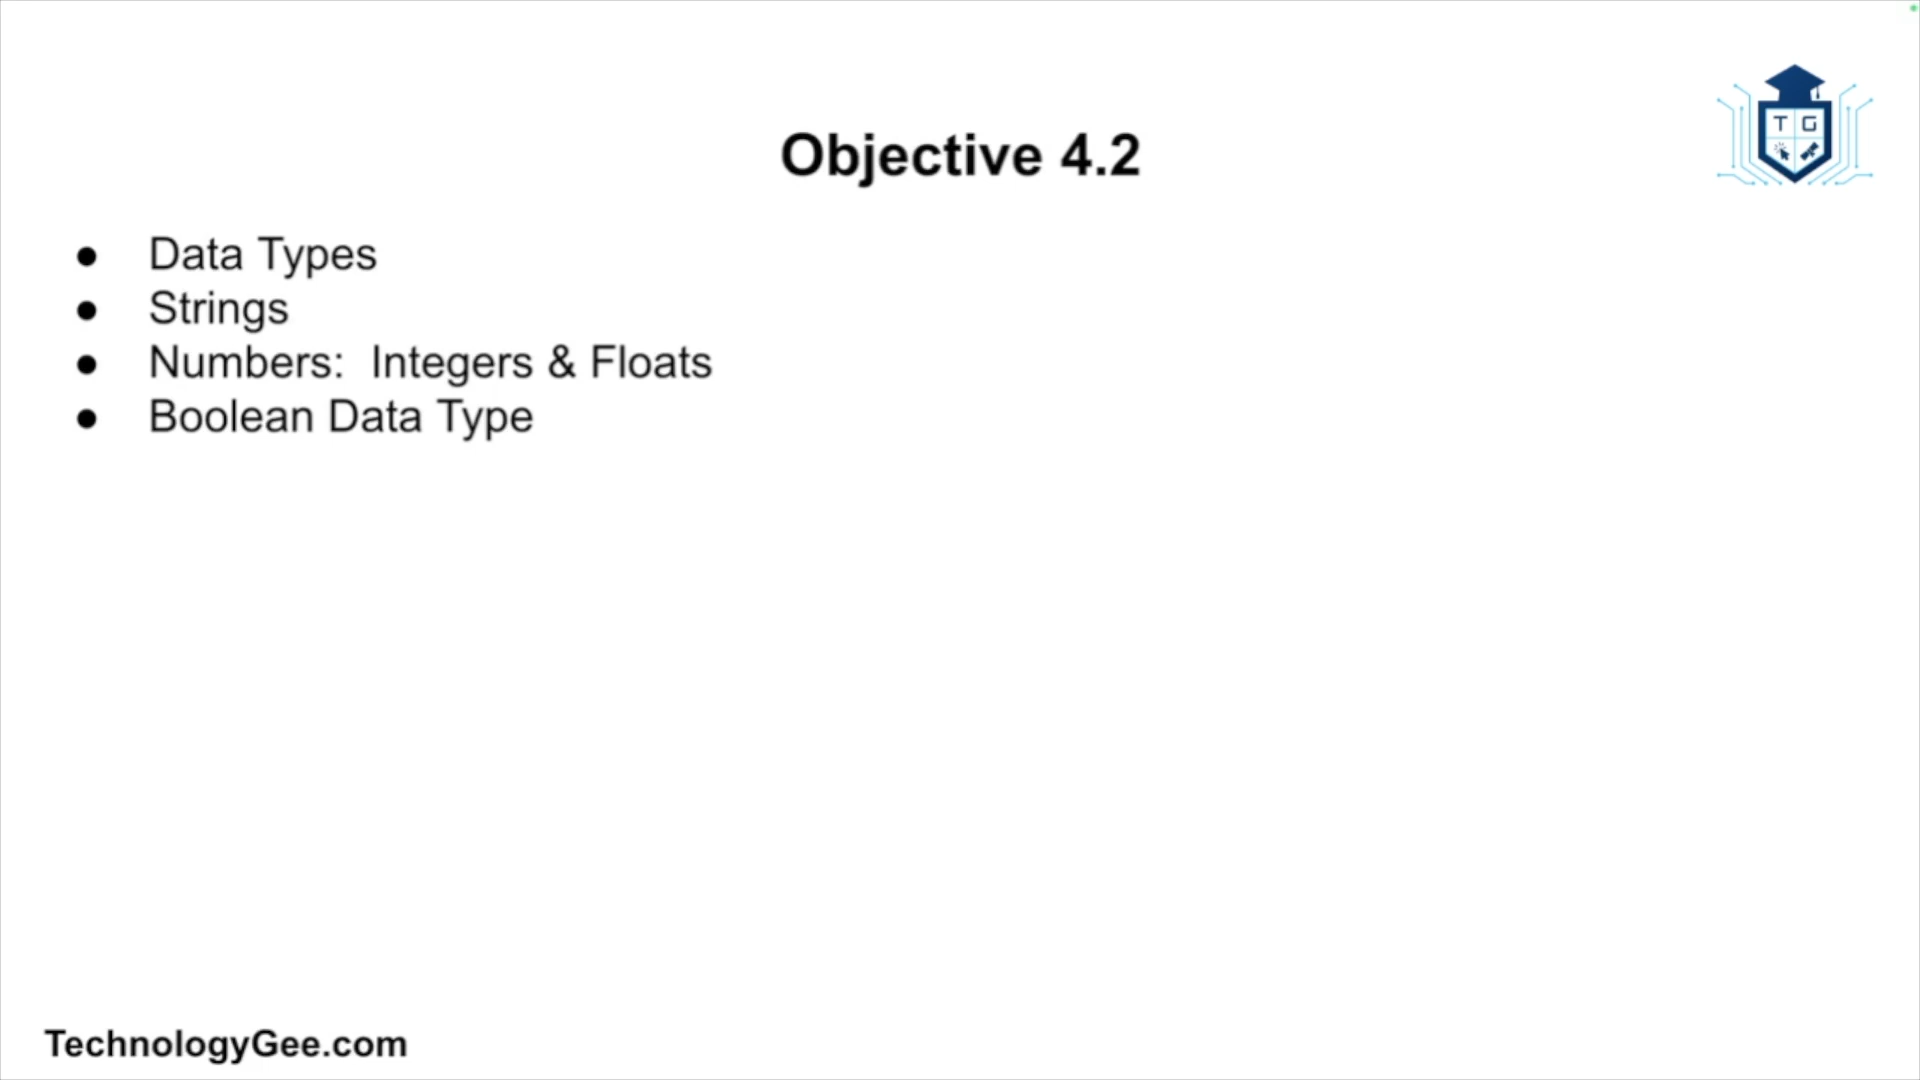 T G
Objective 4.2
● Data Types
● Strings
● Numbers:  Integers & Floats
● Boolean Data Type
TechnologyGee.com